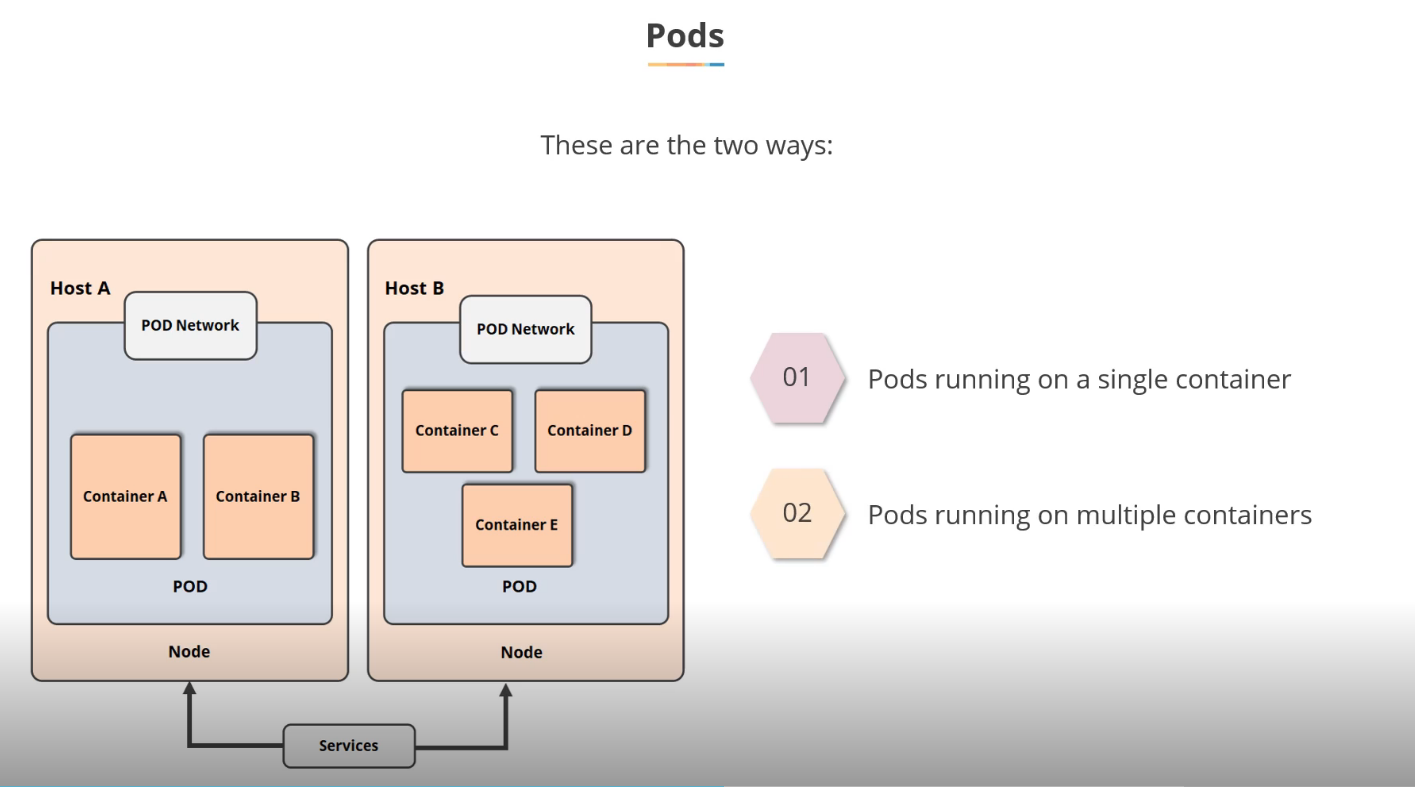 Pods
These are the two ways:
Host A
POD Network
Container A
Container B
POD
Node
Host B
POD Network
Container C
Container D
Container E
POD
Node
Services
01
Pods running on a single container
02
Pods running on multiple containers